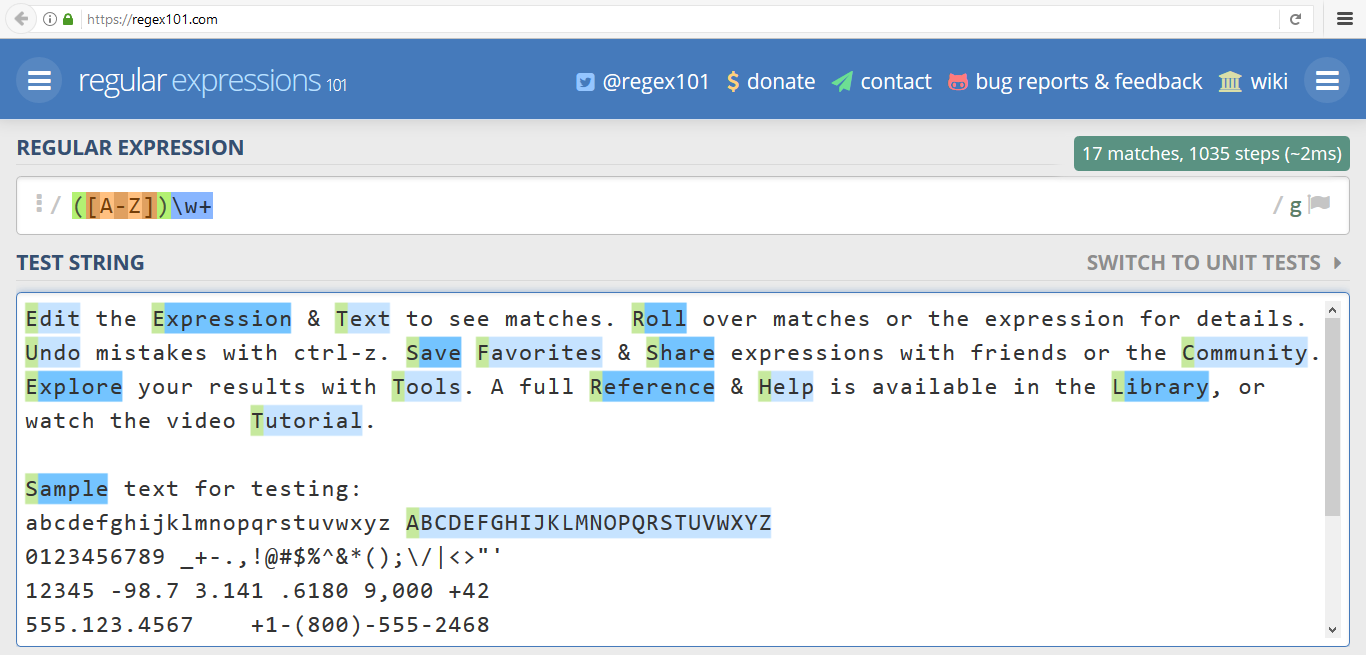 https://regex101.com
regular expressions 101
@regex101 donate contact bug reports & feedback wiki
REGULAR EXPRESSION
17 matches, 1035 steps (~2ms)
/ ([A-Z])\w+ / g
TEST STRING
SWITCH TO UNIT TESTS
Edit the Expression & Text to see matches. Roll over matches or the expression for details.
Undo mistakes with ctrl-z. Save Favorites & Share expressions with friends or the Community.
Explore your results with Tools. A full Reference & Help is available in the Library, or
watch the video Tutorial.
Sample text for testing:
abcdefghijklmnopqrstuvwxyz ABCDEFGHIJKLMNOPQRSTUVWXYZ
0123456789 _+-.,!@#$%^&*();\/|<>"'
12345 -98.7 3.141 .6180 9,000 +42
555.123.4567 +1-(800)-555-2468